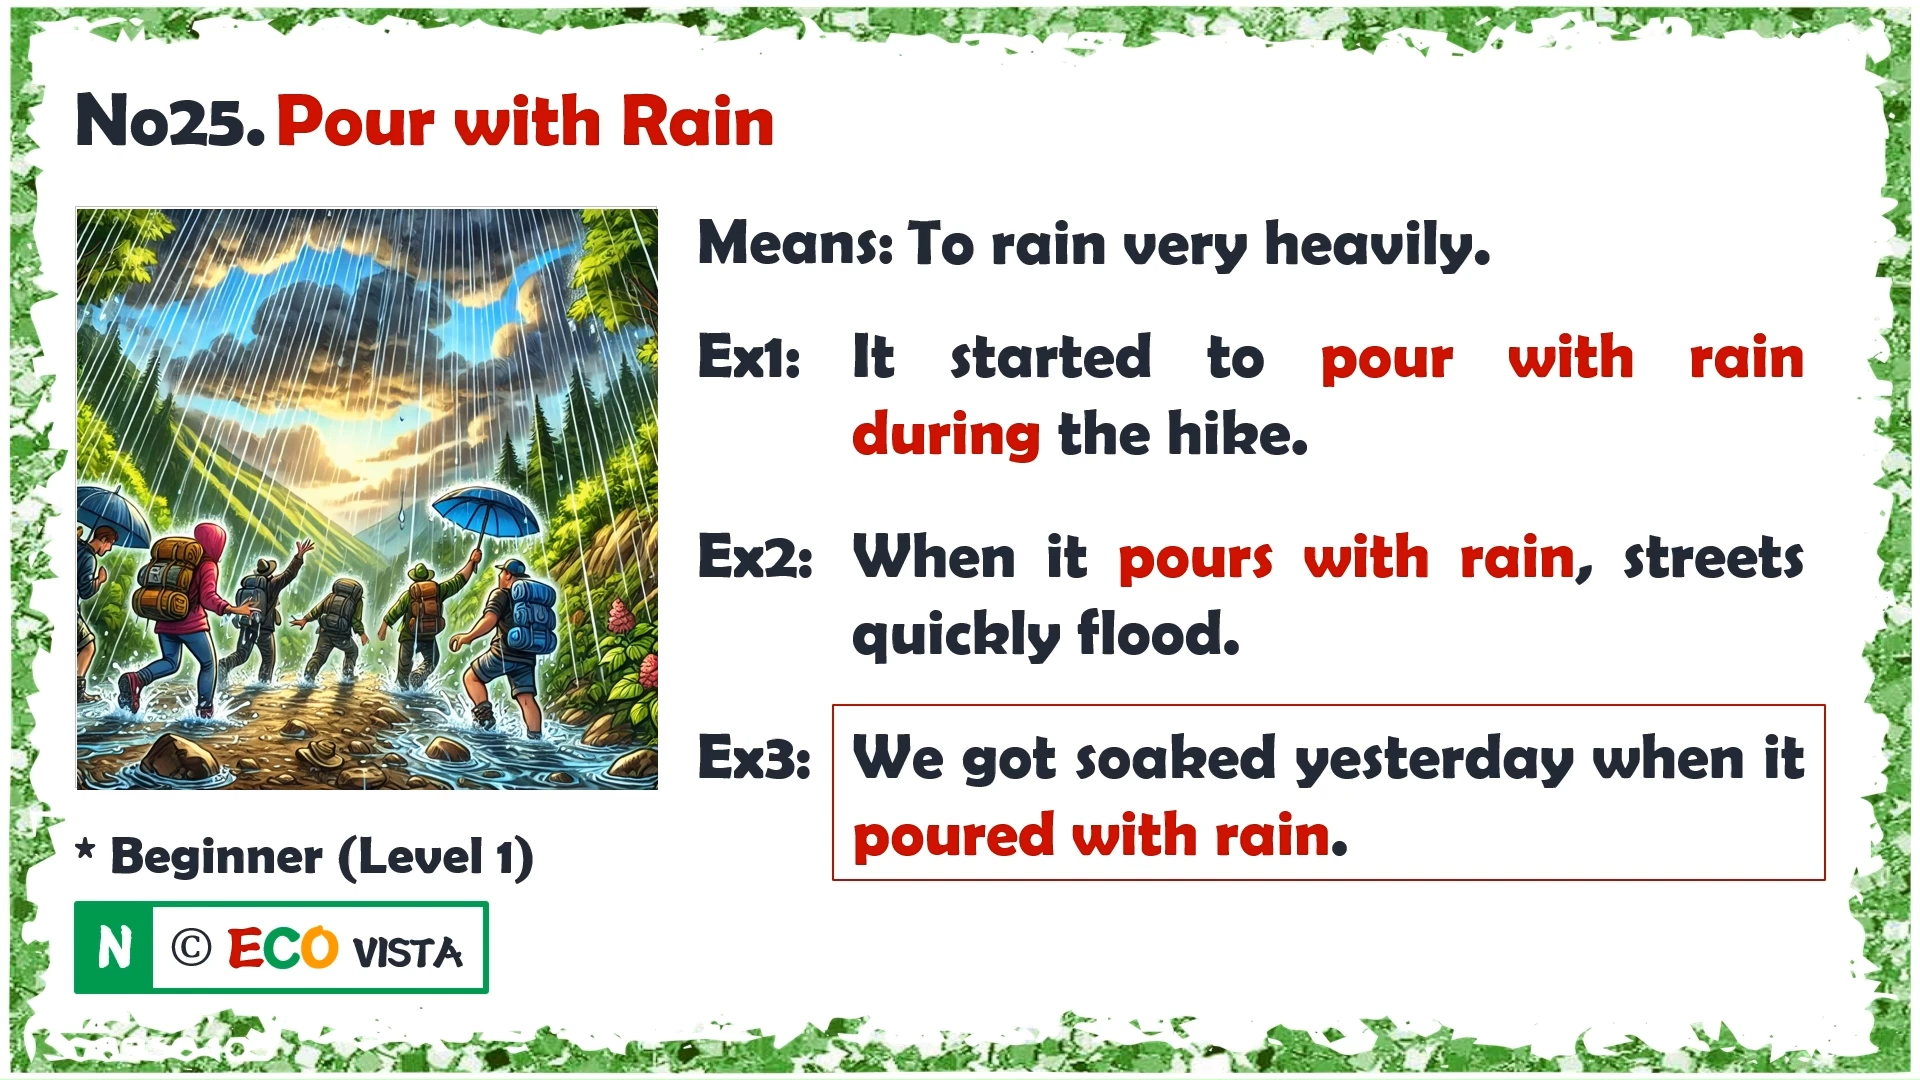 No25. Pour with Rain
Means: To rain very heavily.
Ex1: It started to pour with rain
during the hike.
Ex2: When it pours with rain, streets
quickly flood.
Ex3: We got soaked yesterday when it
poured with rain.
* Beginner (Level 1)
N © ECO VISTA